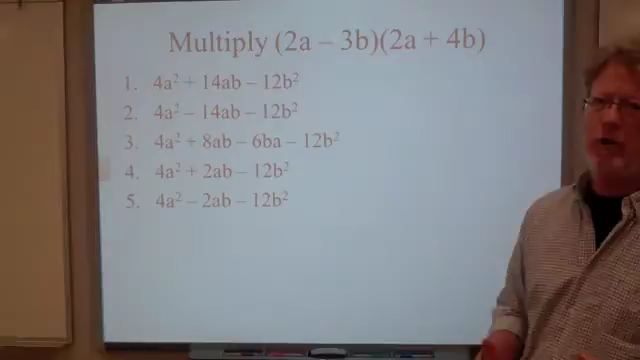 Multiply (2a – 3b)(2a + 4b)
1. 4a² + 14ab – 12b²
2. 4a² – 14ab – 12b²
3. 4a² + 8ab – 6ba – 12b²
4. 4a² + 2ab – 12b²
5. 4a² – 2ab – 12b²